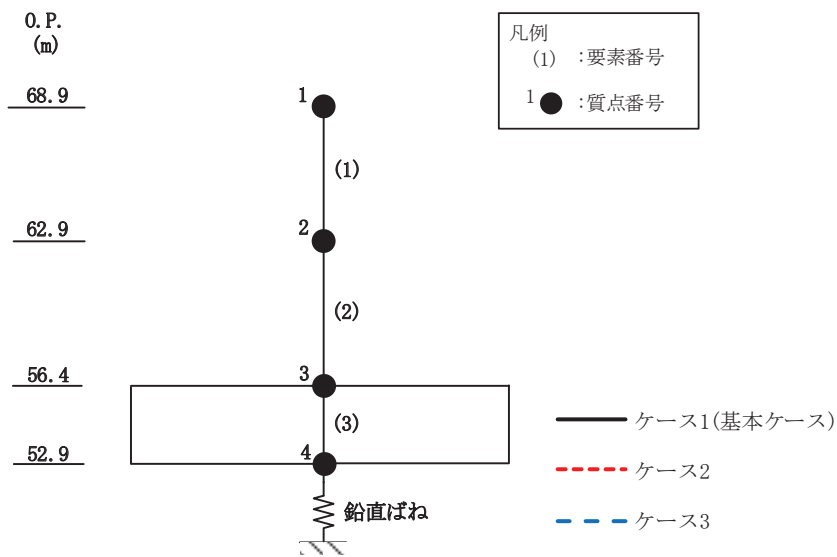 O.P.
(m)
凡例
(1) :要素番号
1 ● :質点番号
68.9
1
(1)
62.9
2
(2)
56.4
3
(3)
52.9
4
鉛直ばね
ケース1(基本ケース)
ケース2
ケース3